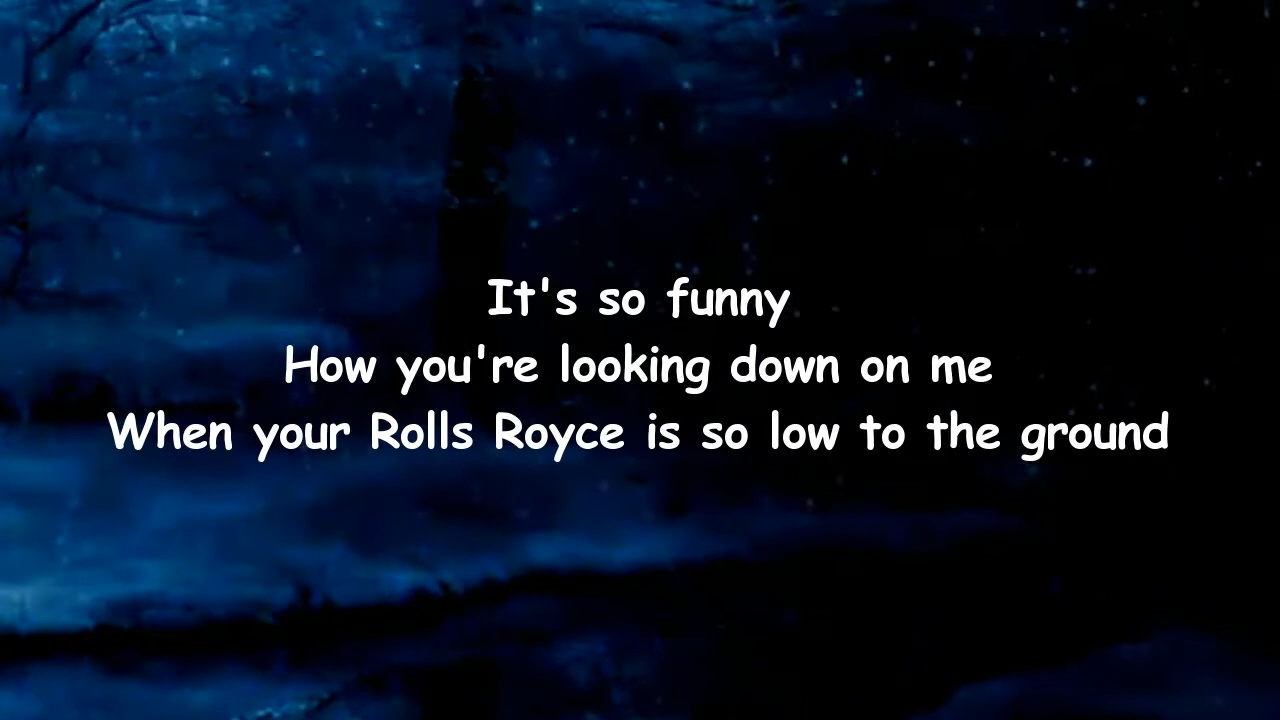 It's so funny
How you're looking down on me
When your Rolls Royce is so low to the ground